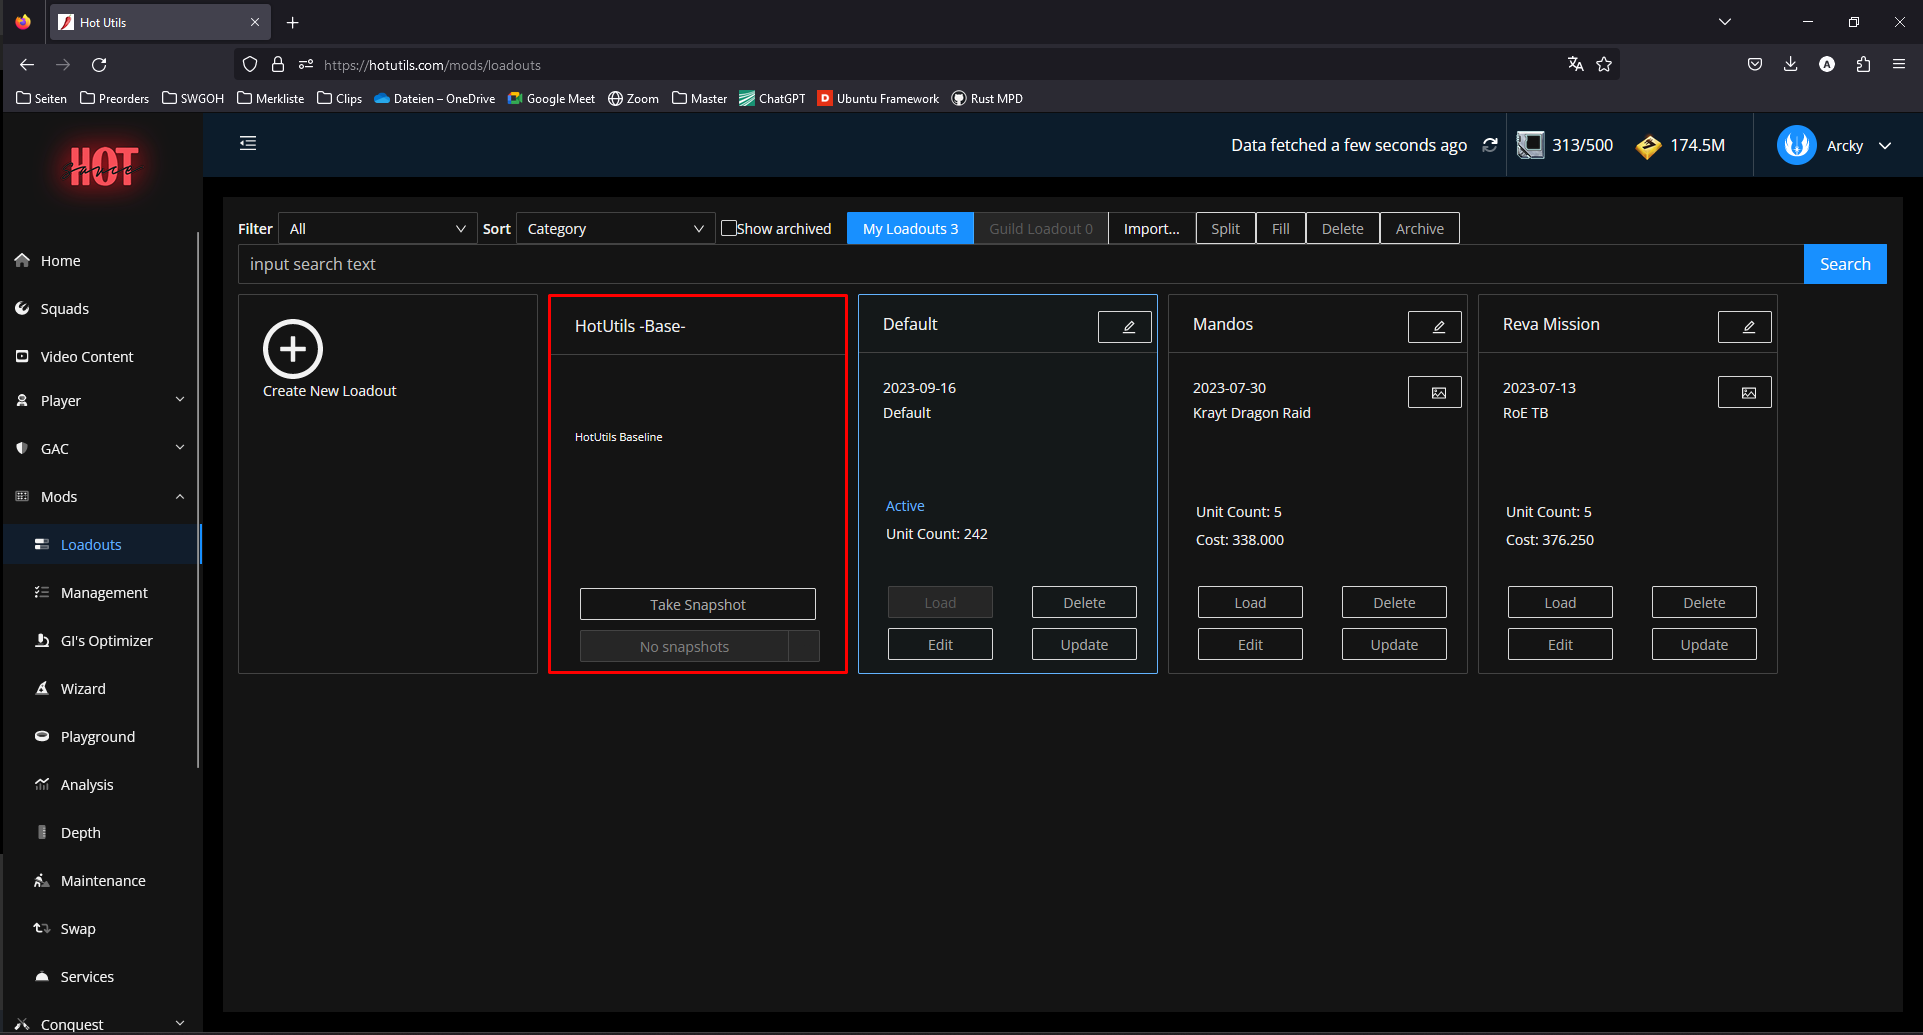 Hot Utils
https://hotutils.com/mods/loadouts
Seiten Preorders SWGOH Merkliste Clips Dateien – OneDrive Google Meet Zoom Master ChatGPT Ubuntu Framework Rust MPD
HOT
Data fetched a few seconds ago 313/500 174.5M Arcky
Filter All Sort Category Show archived My Loadouts 3 Guild Loadout 0 Import... Split Fill Delete Archive
input search text Search
Home
Squads
Video Content
Player
GAC
Mods
Loadouts
Management
GI's Optimizer
Wizard
Playground
Analysis
Depth
Maintenance
Swap
Services
Conquest
Create New Loadout
HotUtils -Base-
HotUtils Baseline
Take Snapshot
No snapshots
Default
2023-09-16
Default
Active
Unit Count: 242
Load Delete
Edit Update
Mandos
2023-07-30
Krayt Dragon Raid
Unit Count: 5
Cost: 338.000
Load Delete
Edit Update
Reva Mission
2023-07-13
RoE TB
Unit Count: 5
Cost: 376.250
Load Delete
Edit Update